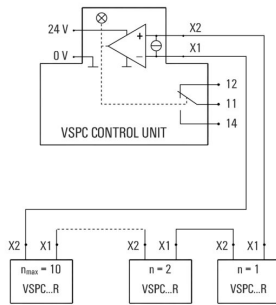 24 V
X2
+
0 V
X1
−
12
11
14
VSPC CONTROL UNIT
X2 X1 X2 X1 X2 X1
nmax = 10 n = 2 n = 1
VSPC...R VSPC...R VSPC...R